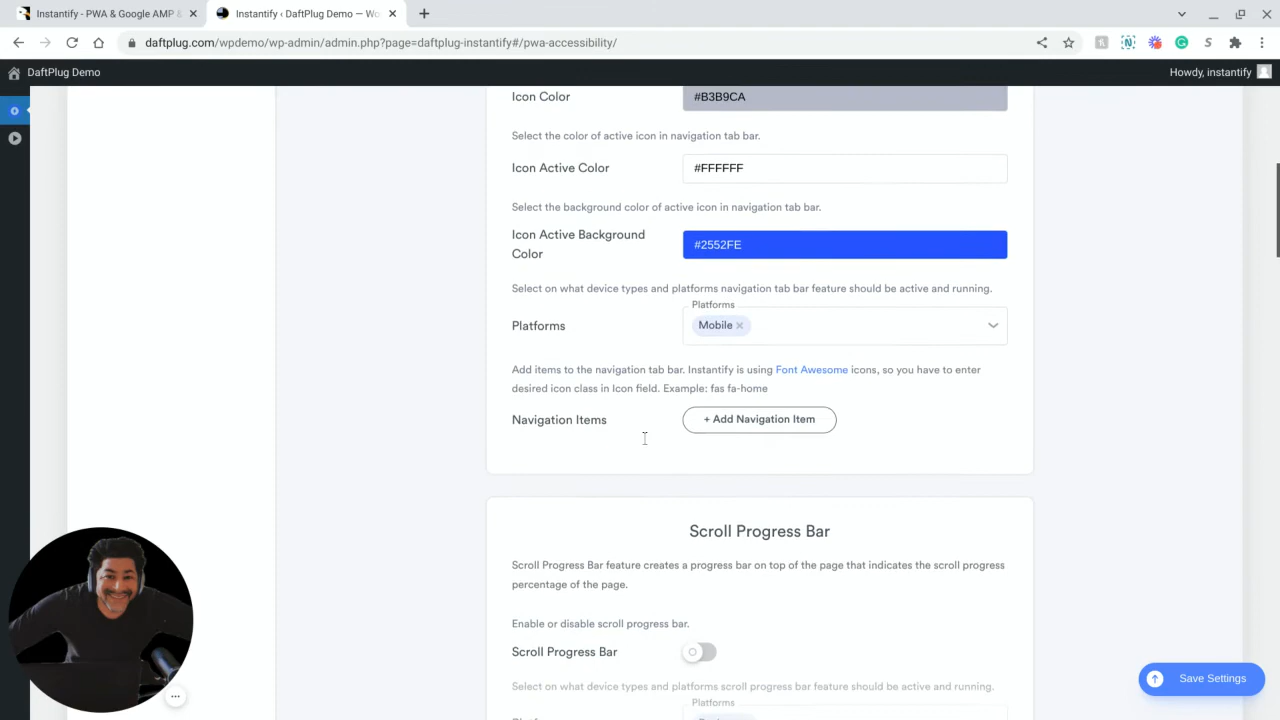 Instantify - PWA & Google AMP &
Instantify ‹ DaftPlug Demo — Wo
daftplug.com/wpdemo/wp-admin/admin.php?page=daftplug-instantify#/pwa-accessibility/
DaftPlug Demo
Howdy, instantify
Icon Color
#B3B9CA
Select the color of active icon in navigation tab bar.
Icon Active Color
#FFFFFF
Select the background color of active icon in navigation tab bar.
Icon Active Background
Color
#2552FE
Select on what device types and platforms navigation tab bar feature should be active and running.
Platforms
Platforms
Mobile
Add items to the navigation tab bar. Instantify is using Font Awesome icons, so you have to enter
desired icon class in Icon field. Example: fas fa-home
Navigation Items
+ Add Navigation Item
Scroll Progress Bar
Scroll Progress Bar feature creates a progress bar on top of the page that indicates the scroll progress
percentage of the page.
Enable or disable scroll progress bar.
Scroll Progress Bar
Save Settings
Select on what device types and platforms scroll progress bar feature should be active and running.
Platforms